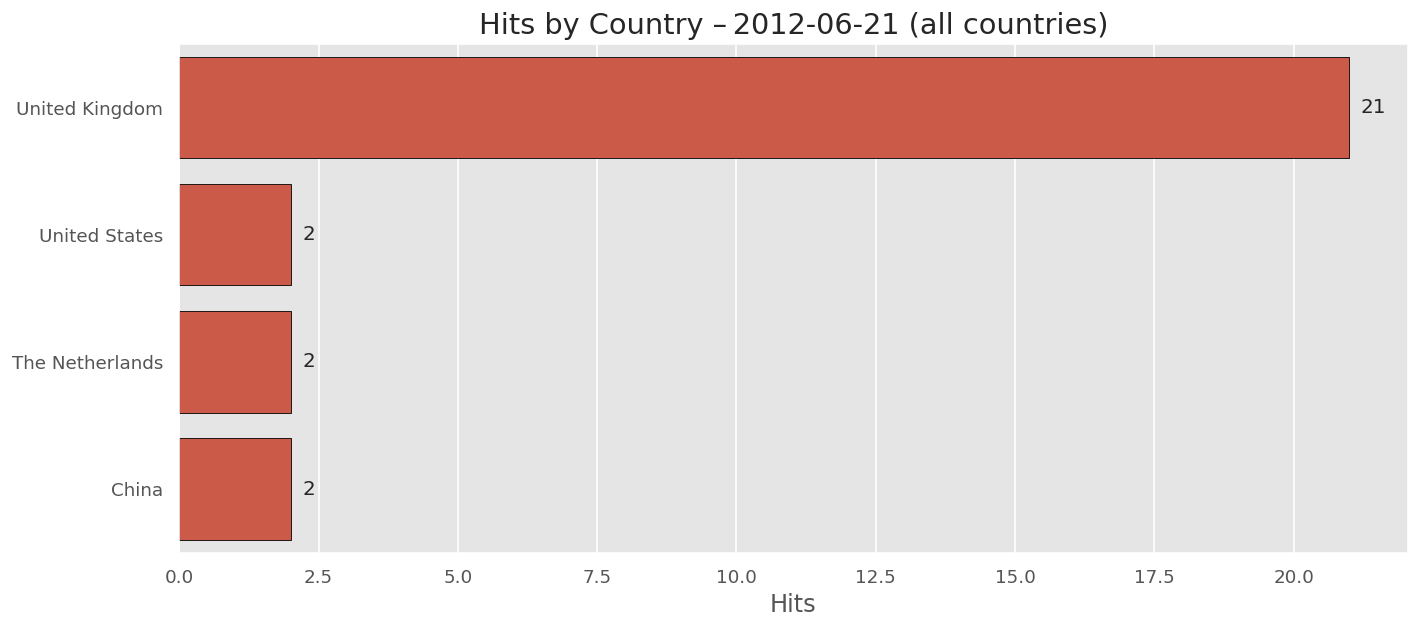 Hits by Country – 2012-06-21 (all countries)
United Kingdom
21
United States
2
The Netherlands
2
China
2
0.0 2.5 5.0 7.5 10.0 12.5 15.0 17.5 20.0
Hits